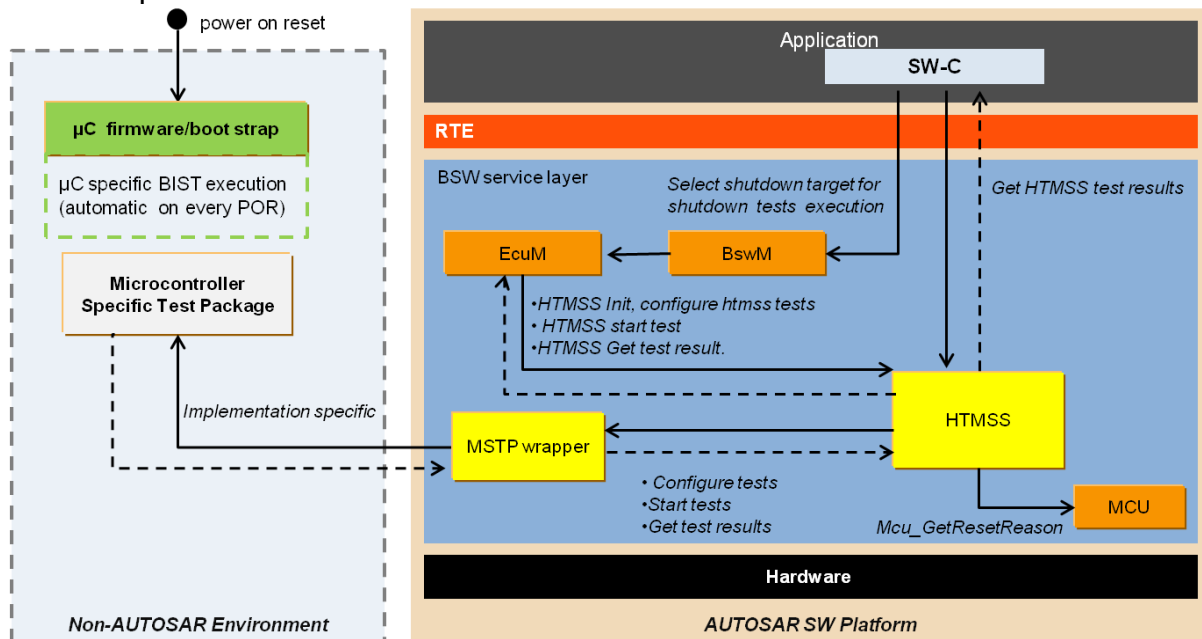 power on reset
µC firmware/boot strap
µC specific BIST execution
(automatic on every POR)
Microcontroller
Specific Test Package
Implementation specific
Non-AUTOSAR Environment
Application
SW-C
RTE
BSW service layer
Select shutdown target for
shutdown tests execution
Get HTMSS test results
EcuM
BswM
•HTMSS Init, configure htmss tests
• HTMSS start test
•HTMSS Get test result.
MSTP wrapper
HTMSS
• Configure tests
•Start tests
•Get test results
Mcu_GetResetReason
MCU
Hardware
AUTOSAR SW Platform